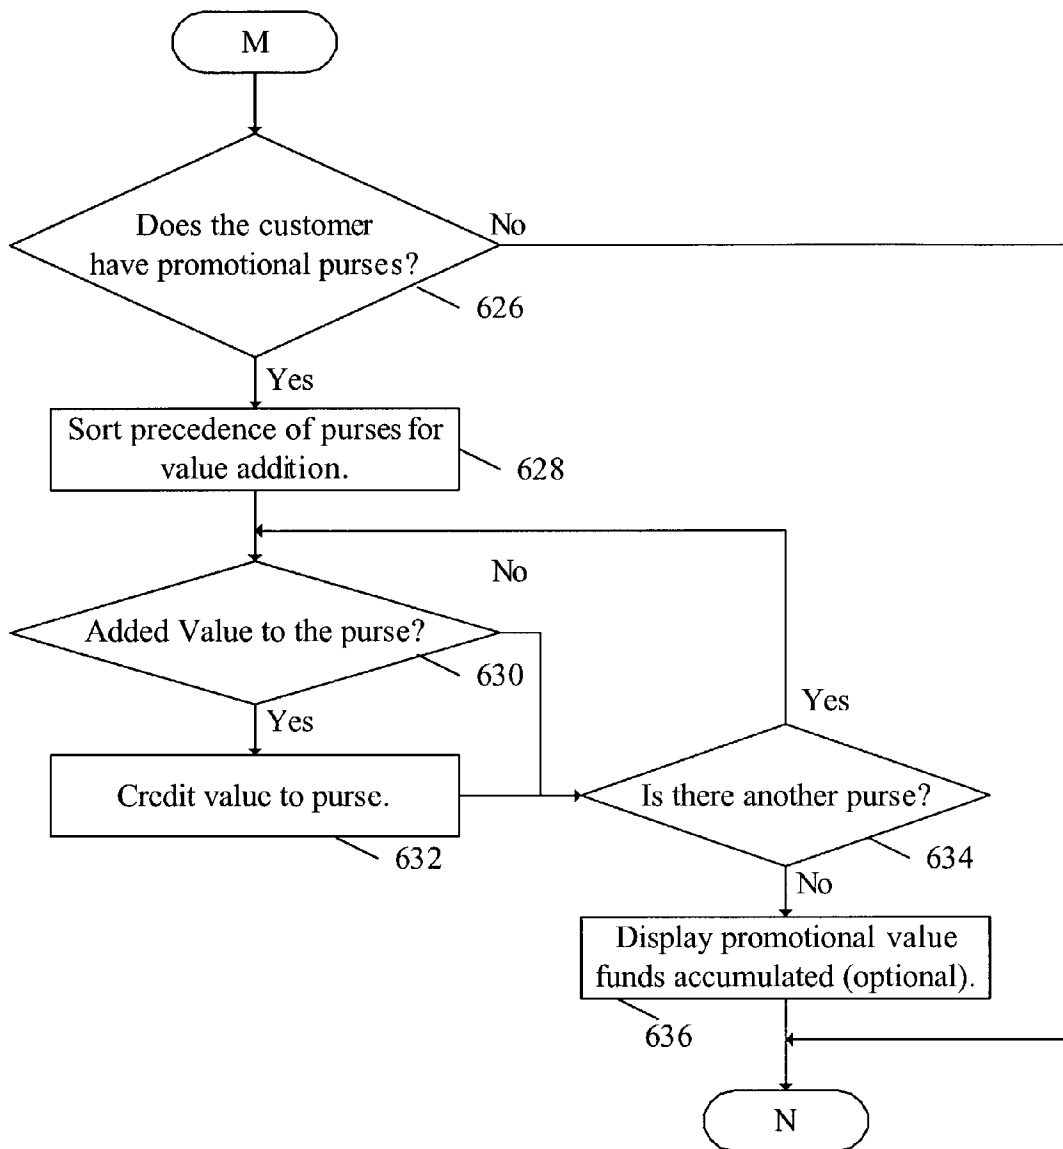 M
Does the customer
have promotional purses?
No
626
Yes
Sort precedence of purses for
value addition.
628
No
Added Value to the purse?
630
Yes
Yes
Credit value to purse.
Is there another purse?
632
634
No
Display promotional value
funds accumulated (optional).
636
N